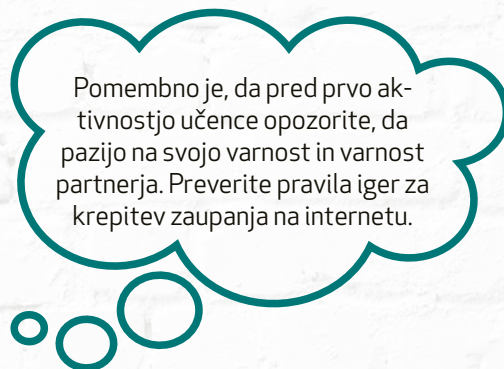 Pomembno je, da pred prvo ak-
tivnostjo učence opozorite, da
pazijo na svojo varnost in varnost
partnerja. Preverite pravila iger za
krepitev zaupanja na internetu.